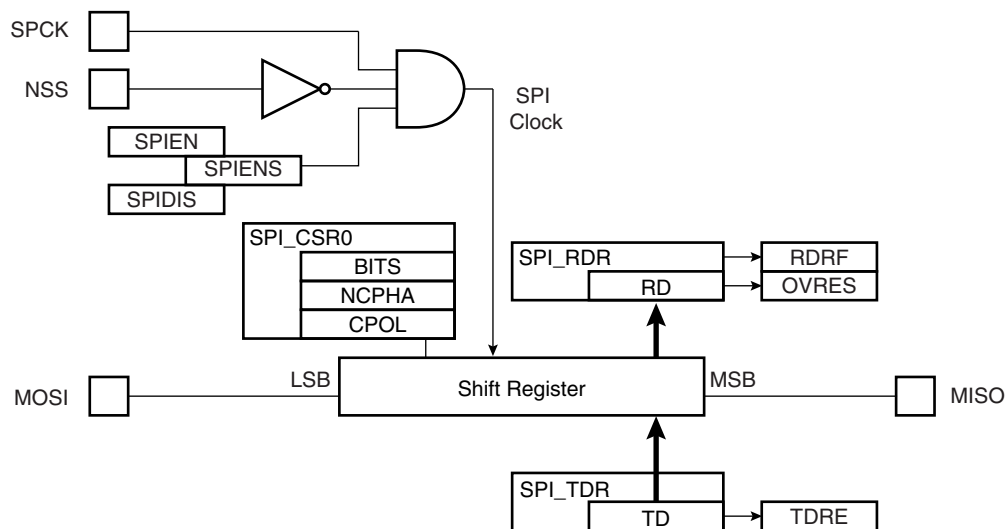 SPCK
NSS
SPI
Clock
SPIEN
SPIENS
SPIDIS
SPI_CSR0
BITS
NCPHA
CPOL
SPI_RDR
RD
RDRF
OVRES
MOSI
LSB
Shift Register
MSB
MISO
SPI_TDR
TD
TDRE